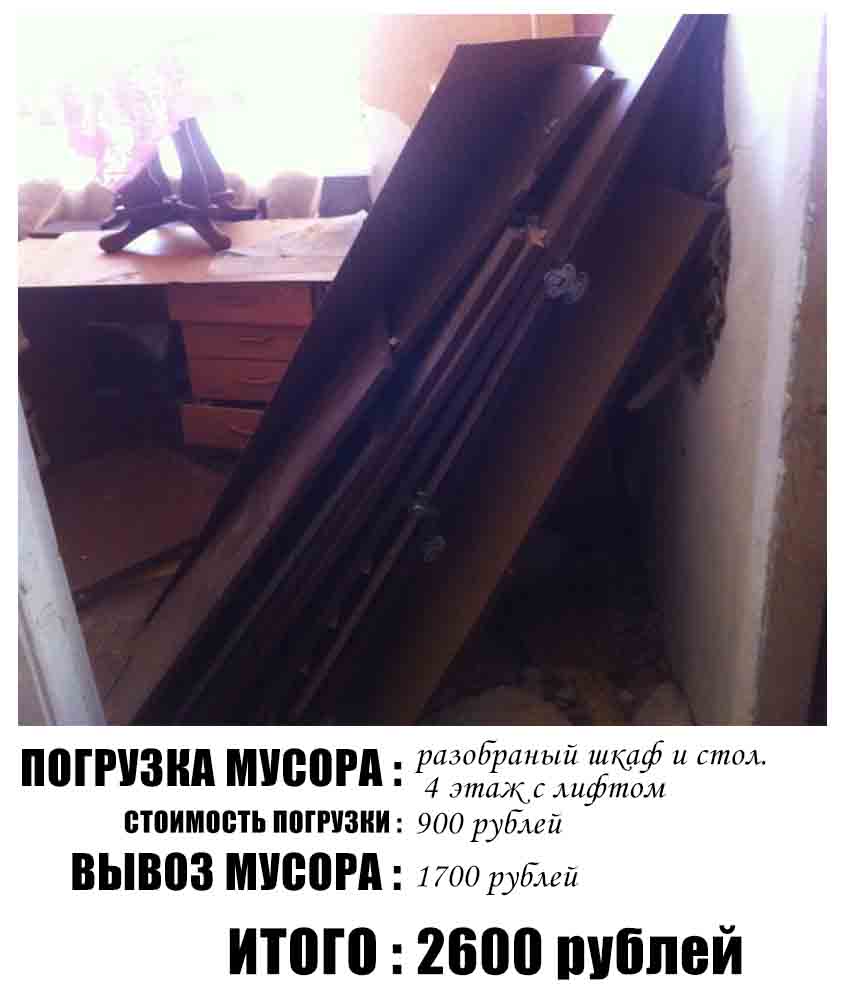 ПОГРУЗКА МУСОРА : разобраный шкаф и стол.
4 этаж с лифтом
СТОИМОСТЬ ПОГРУЗКИ : 900 рублей
ВЫВОЗ МУСОРА : 1700 рублей
ИТОГО : 2600 рублей